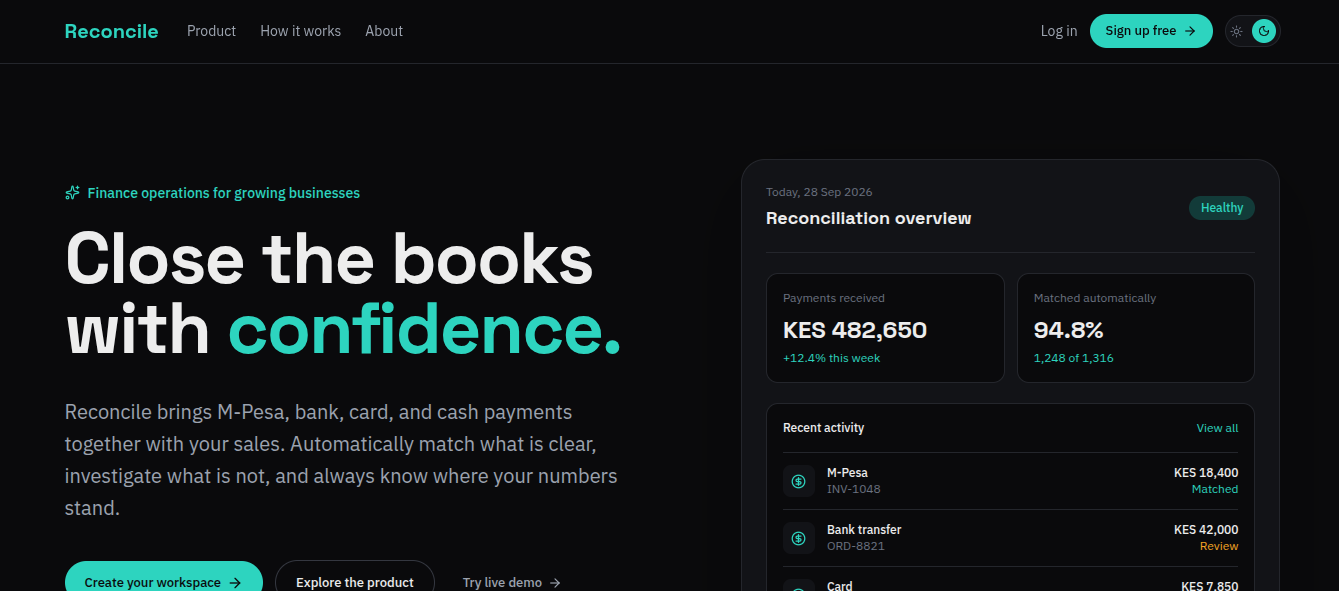 Reconcile
Product
How it works
About
Log in
Sign up free
Finance operations for growing businesses
Close the books
with confidence.
Reconcile brings M-Pesa, bank, card, and cash payments
together with your sales. Automatically match what is clear,
investigate what is not, and always know where your numbers
stand.
Create your workspace
Explore the product
Try live demo
Today, 28 Sep 2026
Reconciliation overview
Healthy
Payments received
KES 482,650
+12.4% this week
Matched automatically
94.8%
1,248 of 1,316
Recent activity
View all
M-Pesa
KES 18,400
INV-1048
Matched
Bank transfer
KES 42,000
ORD-8821
Review
Card
KES 7,850